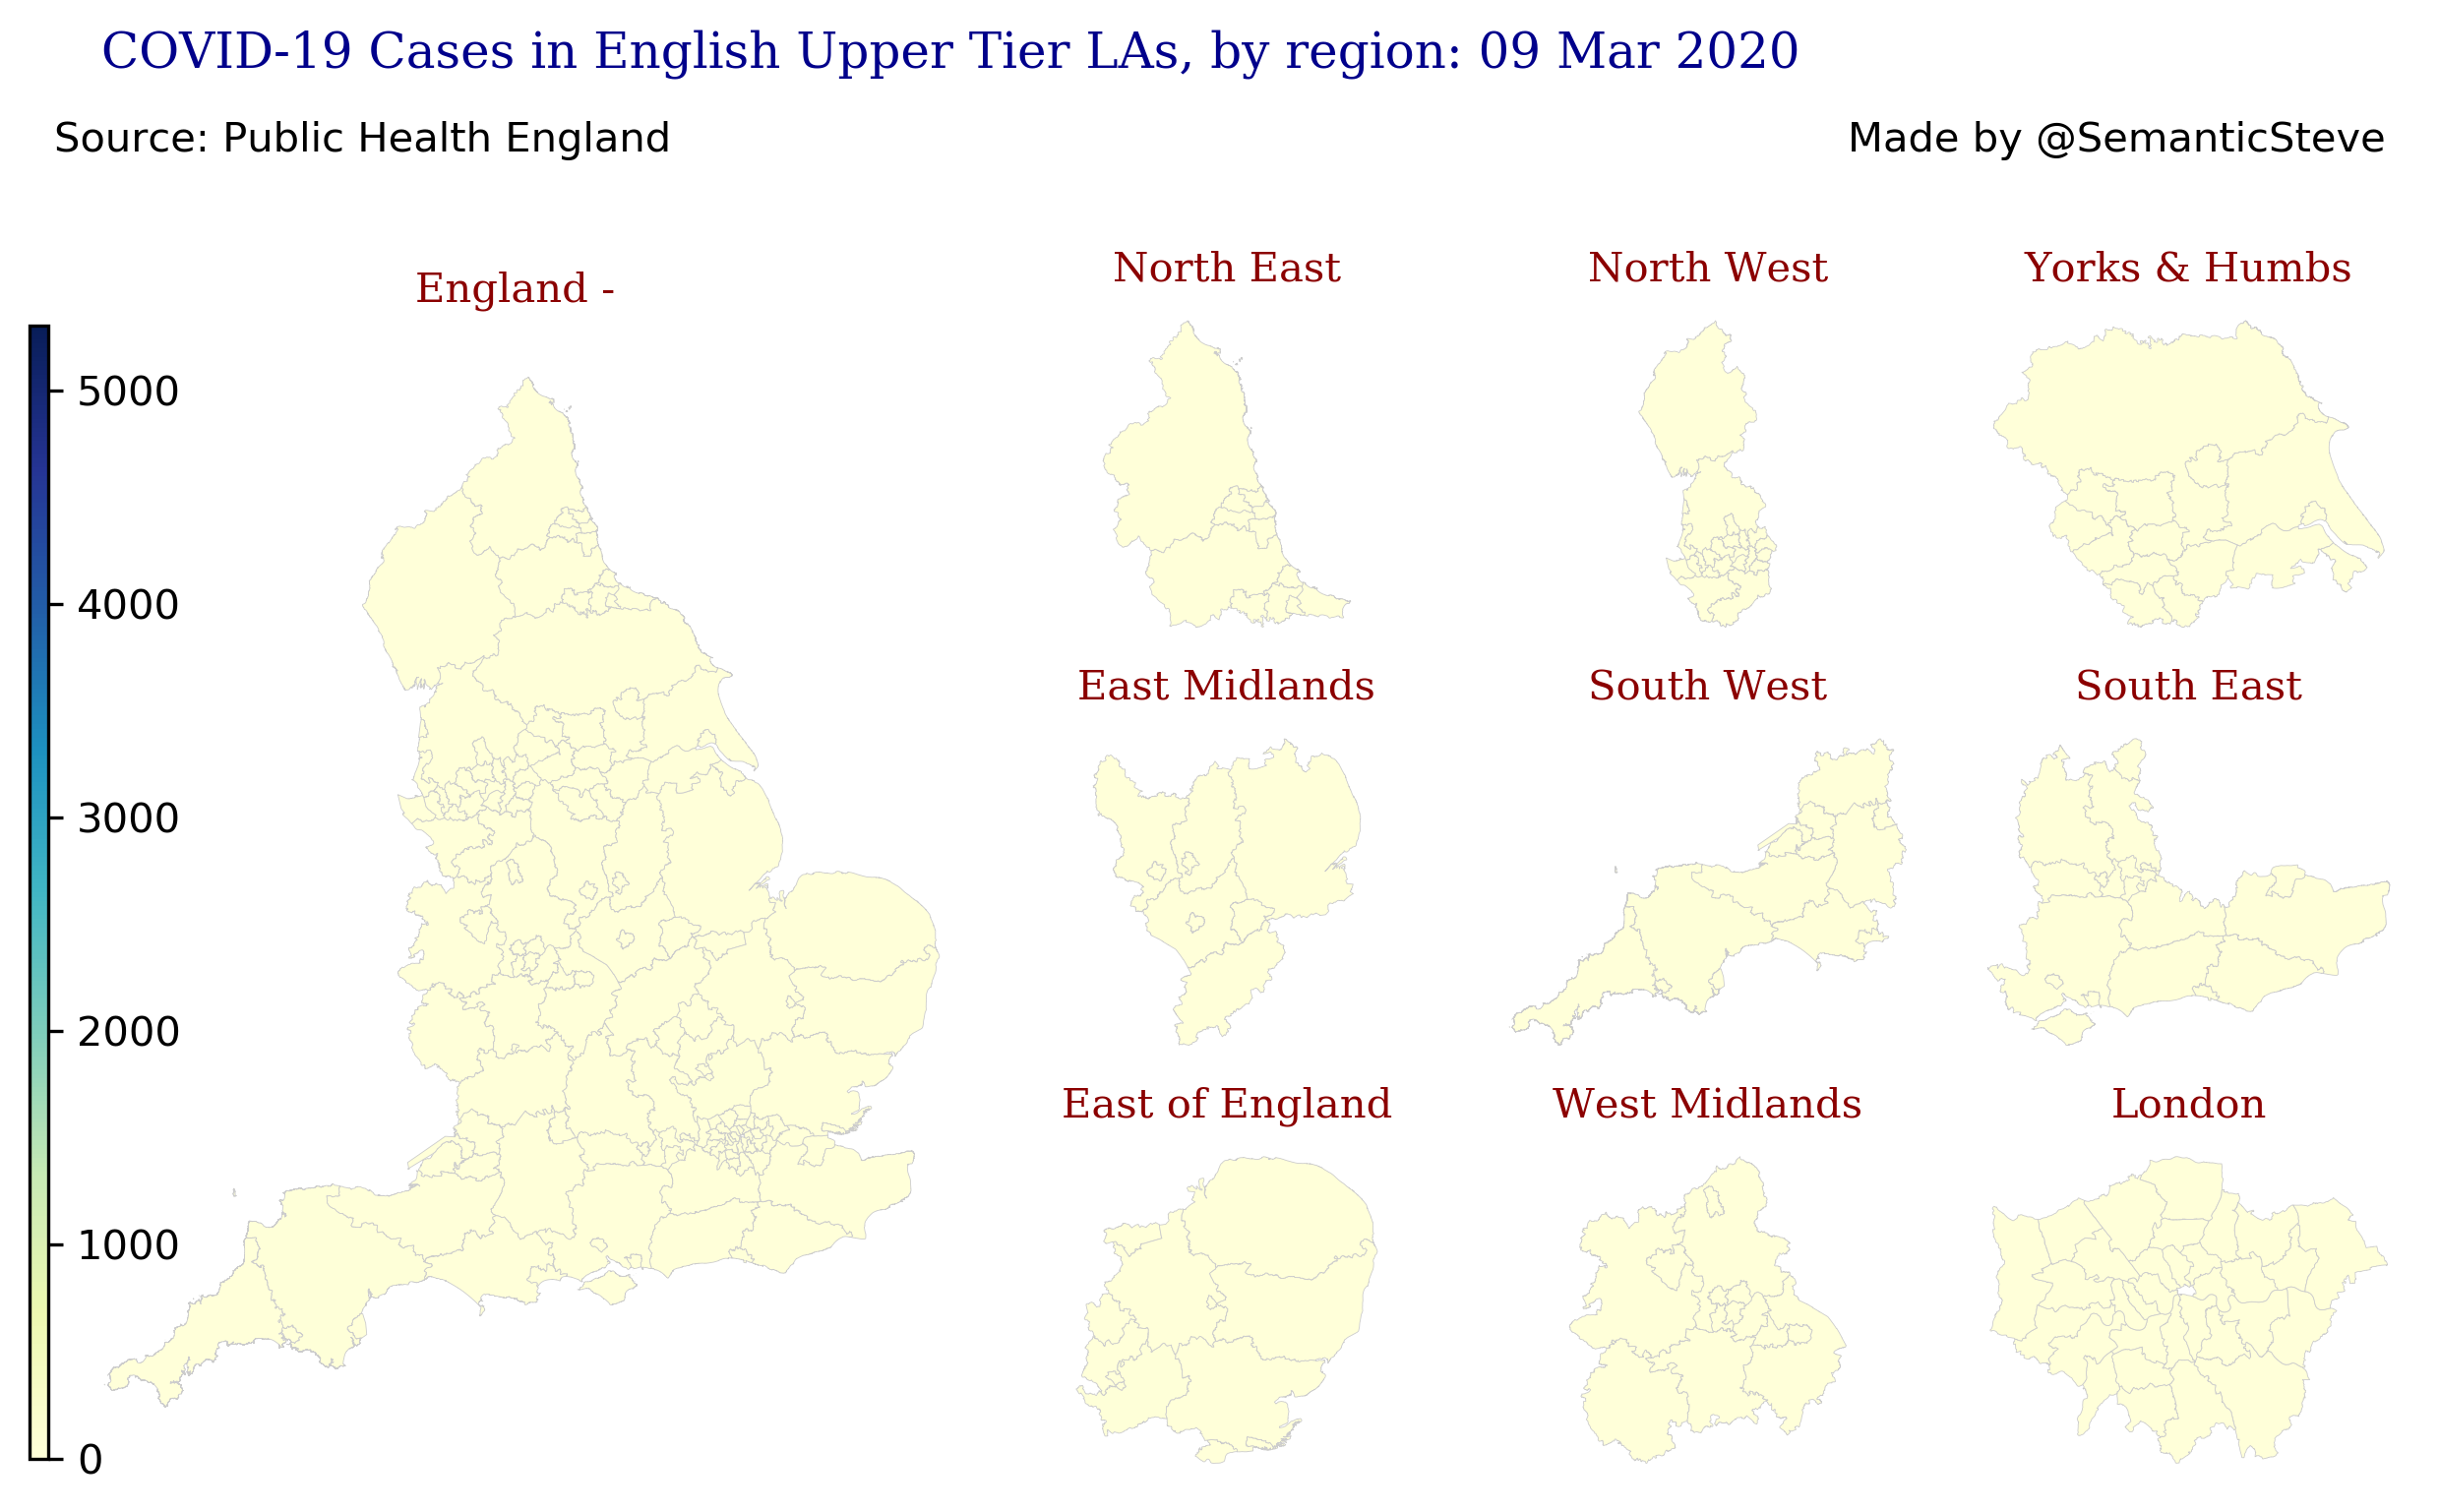 COVID-19 Cases in English Upper Tier LAs, by region: 09 Mar 2020
Source: Public Health England
Made by @SemanticSteve
England -
North East
North West
Yorks & Humbs
5000
4000
3000
2000
1000
0
East Midlands
South West
South East
East of England
West Midlands
London